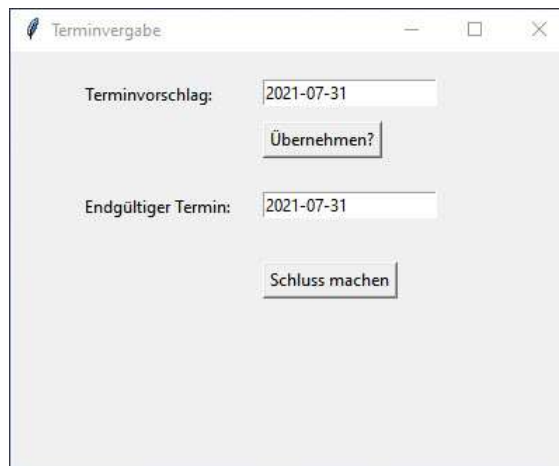 Terminvergabe
Terminvorschlag: 2021-07-31
Übernehmen?
Endgültiger Termin: 2021-07-31
Schluss machen